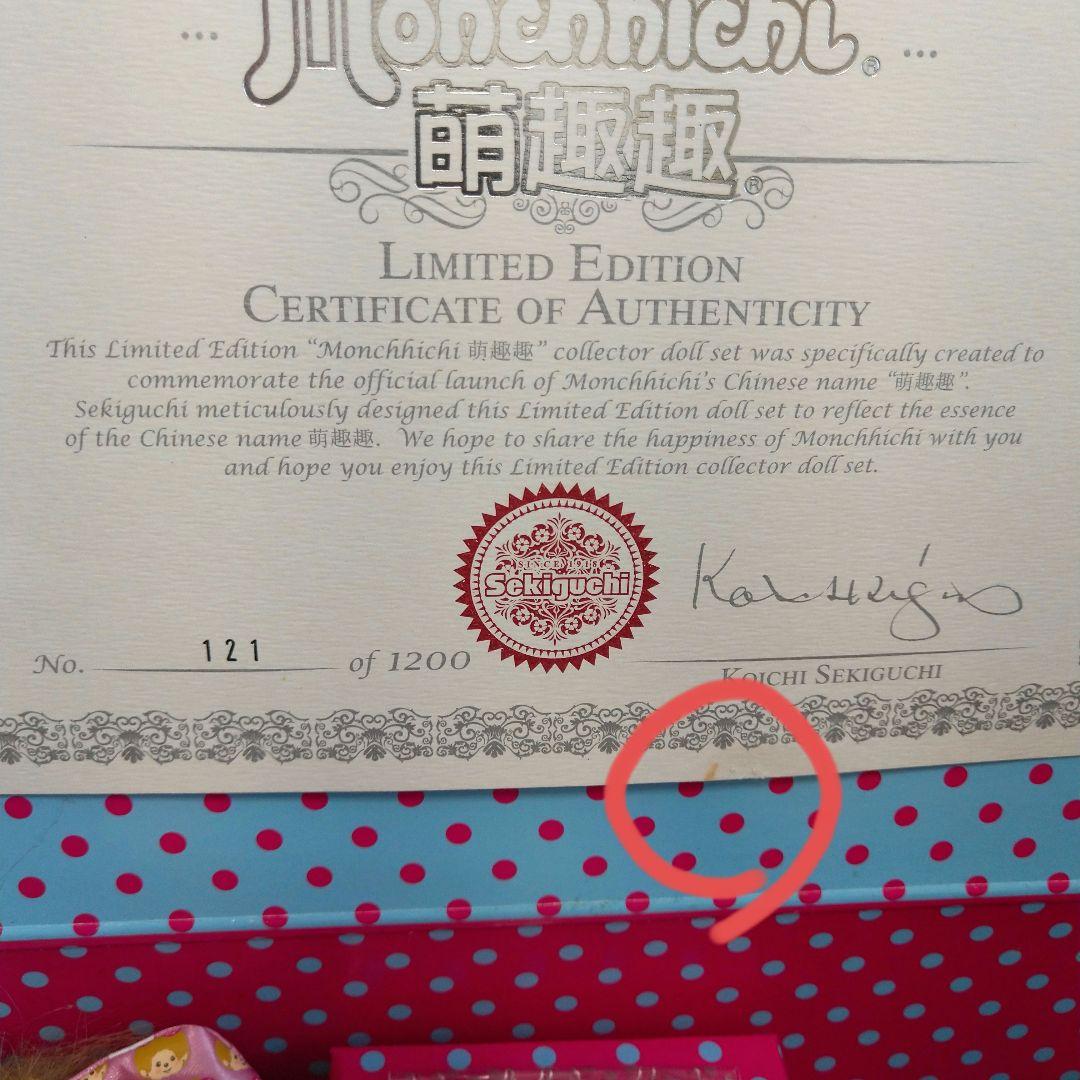 Monchhichi®
萌趣趣®
LIMITED EDITION
CERTIFICATE OF AUTHENTICITY
This Limited Edition “Monchhichi 萌趣趣” collector doll set was specifically created to
commemorate the official launch of Monchhichi's Chinese name “萌趣趣”.
Sekiguchi meticulously designed this Limited Edition doll set to reflect the essence
of the Chinese name 萌趣趣. We hope to share the happiness of Monchhichi with you
and hope you enjoy this Limited Edition collector doll set.
SINCE 1918
Sekiguchi
No. 121 of 1200
KOICHI SEKIGUCHI